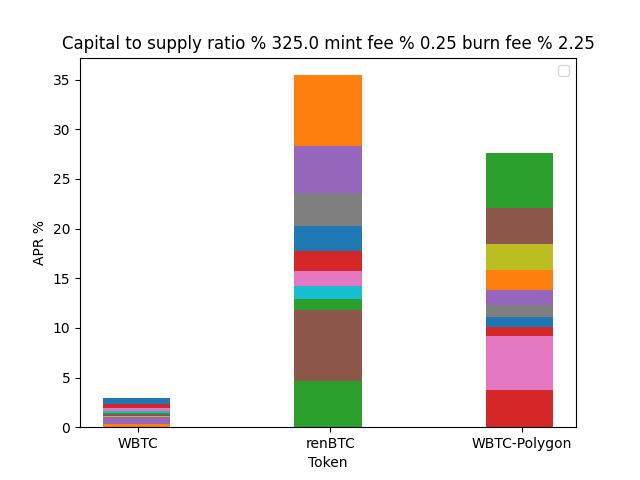 Capital to supply ratio % 325.0 mint fee % 0.25 burn fee % 2.25
35
30
25
20
15
10
5
0
APR %
WBTC renBTC WBTC-Polygon
Token